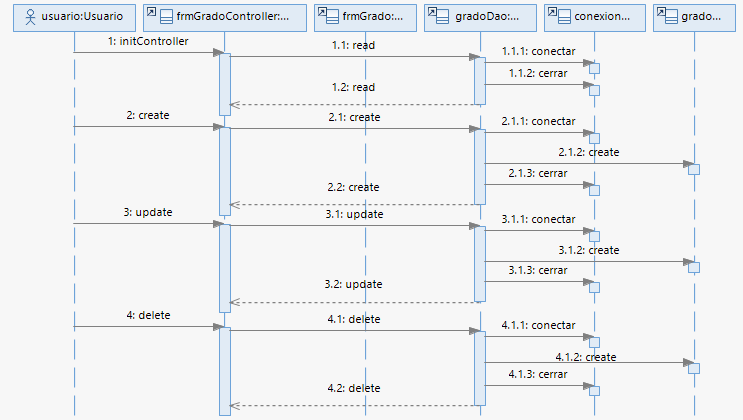 usuario:Usuario
frmGradoController:...
frmGrado:...
gradoDao:...
conexion...
grado...
1: initController
1.1: read
1.1.1: conectar
1.1.2: cerrar
1.2: read
2: create
2.1: create
2.1.1: conectar
2.1.2: create
2.1.3: cerrar
2.2: create
3: update
3.1: update
3.1.1: conectar
3.1.2: create
3.1.3: cerrar
3.2: update
4: delete
4.1: delete
4.1.1: conectar
4.1.2: create
4.1.3: cerrar
4.2: delete